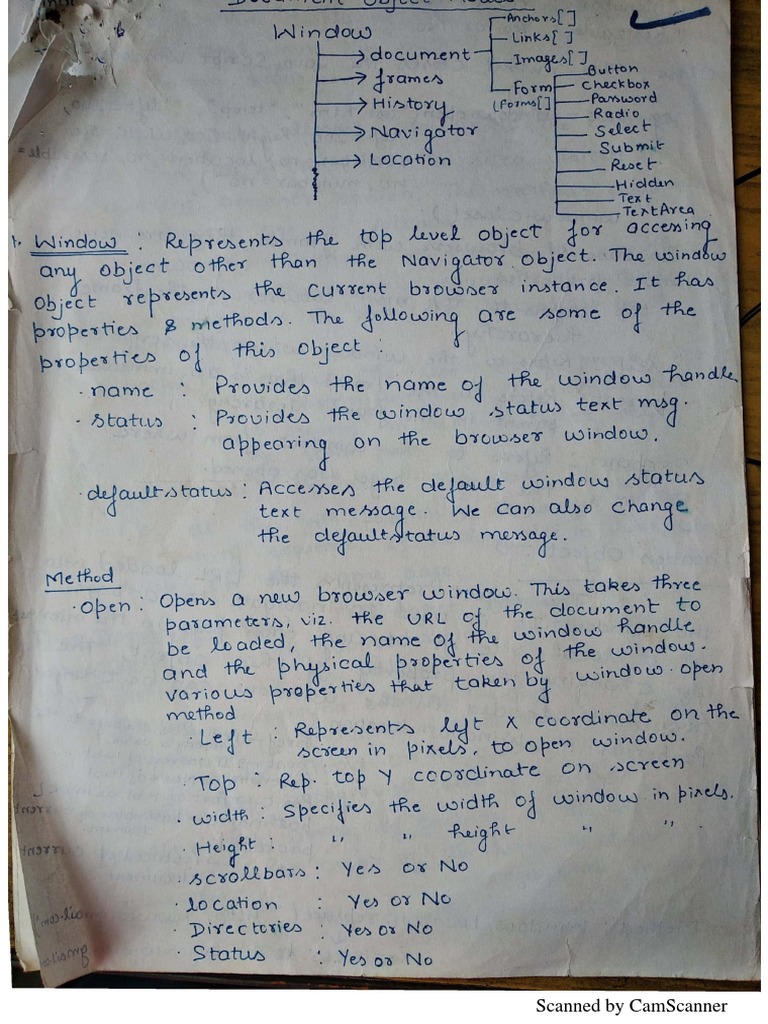 Document Object Model
Window
document
frames
History
Navigator
Location
Anchors[ ]
Links[ ]
Images[ ]
Form
(Forms[]
Button
Checkbox
Password
Radio
Select
Submit
Reset
Hidden
Text
TextArea
1. Window : Represents the top level object for accessing
any object other than the Navigator object. The window
object represents the current browser instance. It has
properties & methods. The following are some of the
properties of this object :
· name : Provides the name of the window handle
· status : Provides the window status text msg.
appearing on the browser window.
· defaultstatus : Accesses the default window status
text message. We can also change
the defaultstatus message.
Method
· open : Opens a new browser window. This takes three
parameters, viz. the URL of the document to
be loaded, the name of the window handle
and the physical properties of the window.
various properties that taken by window.open
method
· Left : Represents left X coordinate on the
screen in pixels, to open window.
· Top : Rep. top Y coordinate on screen
· width : Specifies the width of window in pixels.
· Height : " " height " "
· scrollbars : Yes or No
· location : Yes or No
· Directories : Yes or No
· Status : Yes or No
Scanned by CamScanner